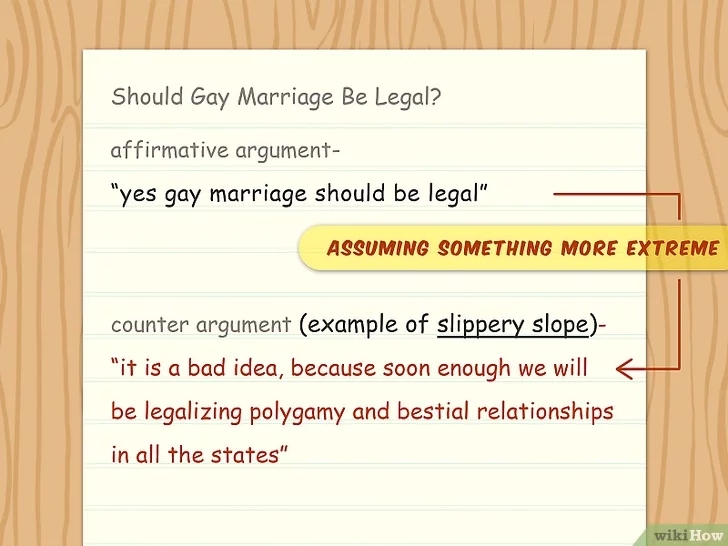 Should Gay Marriage Be Legal?
affirmative argument-
“yes gay marriage should be legal”
ASSUMING SOMETHING MORE EXTREME
counter argument (example of slippery slope)-
“it is a bad idea, because soon enough we will
be legalizing polygamy and bestial relationships
in all the states”
wikiHow